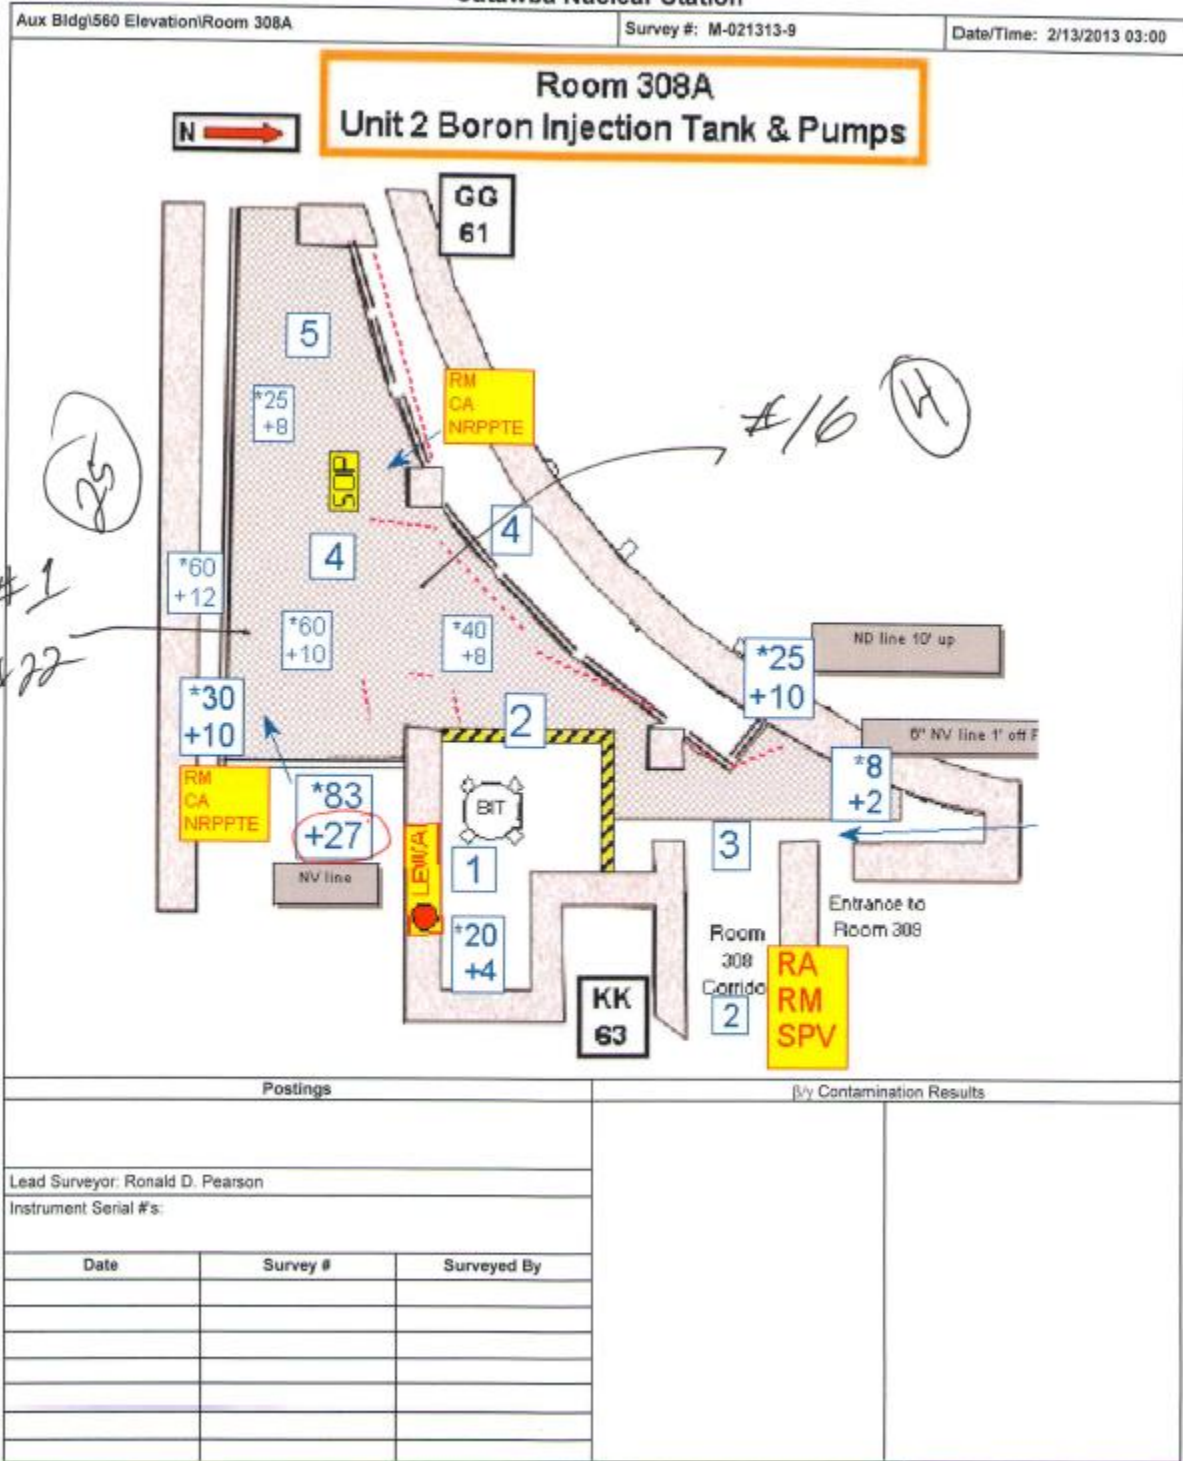 Aux Bldg\560 Elevation\Room 308A
Survey #: M-021313-9
Date/Time: 2/13/2013 03:00
Room 308A
Unit 2 Boron Injection Tank & Pumps
N
GG
61
5
*25
+8
RM
CA
NRPPTE
#16
H
25
SOP
4
4
#1
*60
+12
*60
+10
*40
+8
ND line 10' up
*25
+10
*30
+10
2
6" NV line 1' off
*8
+2
RM
CA
NRPPTE
*83
+27
BIT
3
LEWA
1
NV line
*20
+4
Entrance to
Room 309
Room
308
Corrido
2
RA
RM
SPV
KK
63
Postings
β/γ Contamination Results
Lead Surveyor: Ronald D. Pearson
Instrument Serial #'s:
Date
Survey #
Surveyed By